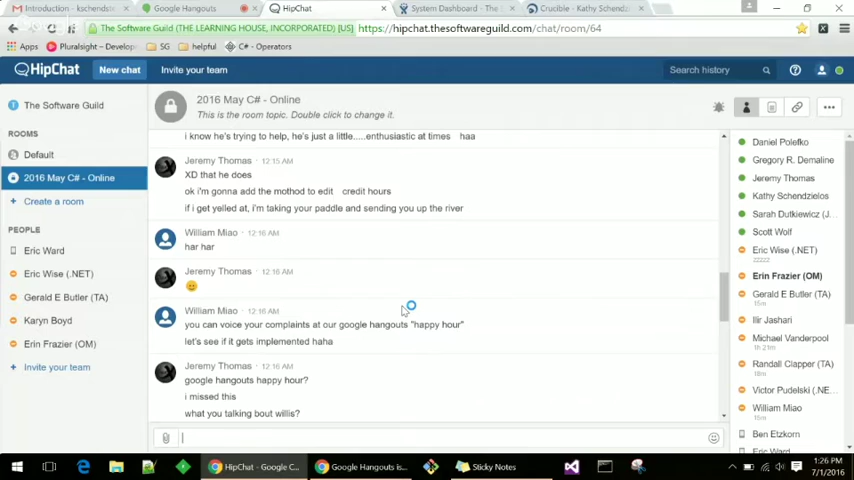 Introduction - kschendst
Google Hangouts
HipChat
System Dashboard - The
Crucible - Kathy Schendz
The Software Guild (THE LEARNING HOUSE, INCORPORATED) [US]
https://hipchat.thesoftwareguild.com/chat/room/64
Apps
Pluralsight – Develop
SG
helpful
C# - Operators
HipChat
New chat
Invite your team
Search history
The Software Guild
ROOMS
Default
2016 May C# - Online
Create a room
PEOPLE
Eric Ward
Eric Wise (.NET)
Gerald E Butler (TA)
Karyn Boyd
Erin Frazier (OM)
Invite your team
2016 May C# - Online
This is the room topic. Double click to change it.
i know he's trying to help, he's just a little.....enthusiastic at times haa
Jeremy Thomas · 12:15 AM
XD that he does
ok i'm gonna add the mothod to edit credit hours
if i get yelled at, i'm taking your paddle and sending you up the river
William Miao · 12:16 AM
har har
Jeremy Thomas · 12:16 AM
William Miao · 12:16 AM
you can voice your complaints at our google hangouts "happy hour"
let's see if it gets implemented haha
Jeremy Thomas · 12:16 AM
google hangouts happy hour?
i missed this
what you talking bout willis?
Daniel Polefko
Gregory R. Demaline
Jeremy Thomas
Kathy Schendzielos
Sarah Dutkiewicz (J...
Scott Wolf
Eric Wise (.NET)
zzzzz
Erin Frazier (OM)
Gerald E Butler (TA)
15m
Ilir Jashari
Michael Vanderpool
1h 21m
Randall Clapper (TA)
18m
Victor Pudelski (.NE...
William Miao
Ben Etzkorn
Eric Ward
HipChat - Google C...
Google Hangouts is...
Sticky Notes
1:26 PM
7/1/2016